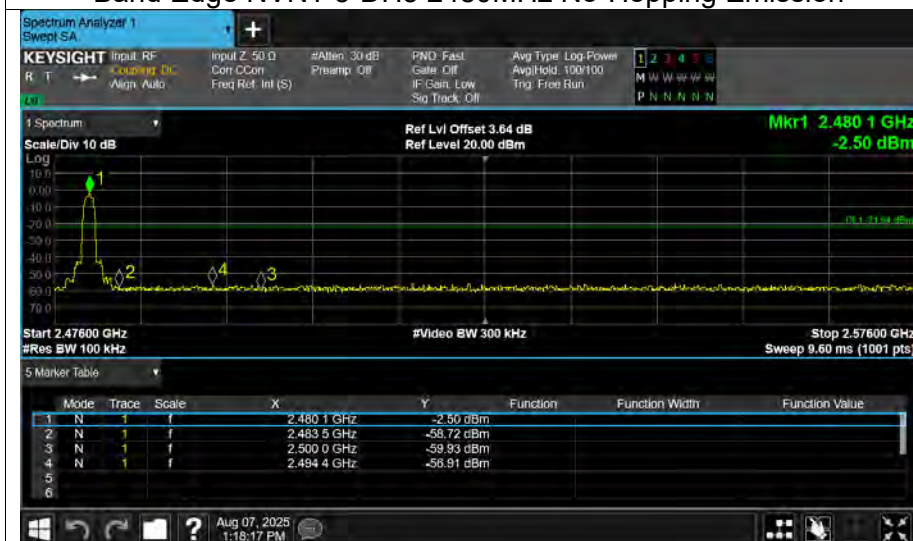 Spectrum Analyzer 1
Swept SA
+
KEYSIGHT Input: RF Input Z: 50 Ω #Atten: 30 dB PNO: Fast Avg Type: Log-Power 1 2 3 4 5 6
R T Coupling: DC Corr CCorr Preamp: Off Gate: Off Avg|Hold: 100/100 M W W W W W
Align: Auto Freq Ref: Int (S) IF Gain: Low Trig: Free Run
Sig Track: Off P N N N N N
1 Spectrum Ref Lvl Offset 3.64 dB Mkr1 2.480 1 GHz
Scale/Div 10 dB Ref Level 20.00 dBm -2.50 dBm
Log
10.0
0.00
-10.0
-20.0
-30.0
-40.0
-50.0
-60.0
-70.0
1
2
4
3
Start 2.47600 GHz #Video BW 300 kHz Stop 2.57600 GHz
#Res BW 100 kHz Sweep 9.60 ms (1001 pts)
5 Marker Table
Mode Trace Scale X Y Function Function Width Function Value
1 N 1 f 2.480 1 GHz -2.50 dBm
2 N 1 f 2.483 5 GHz -58.72 dBm
3 N 1 f 2.500 0 GHz -59.93 dBm
4 N 1 f 2.494 4 GHz -56.91 dBm
5
6
? Aug 07, 2025
1:18:17 PM